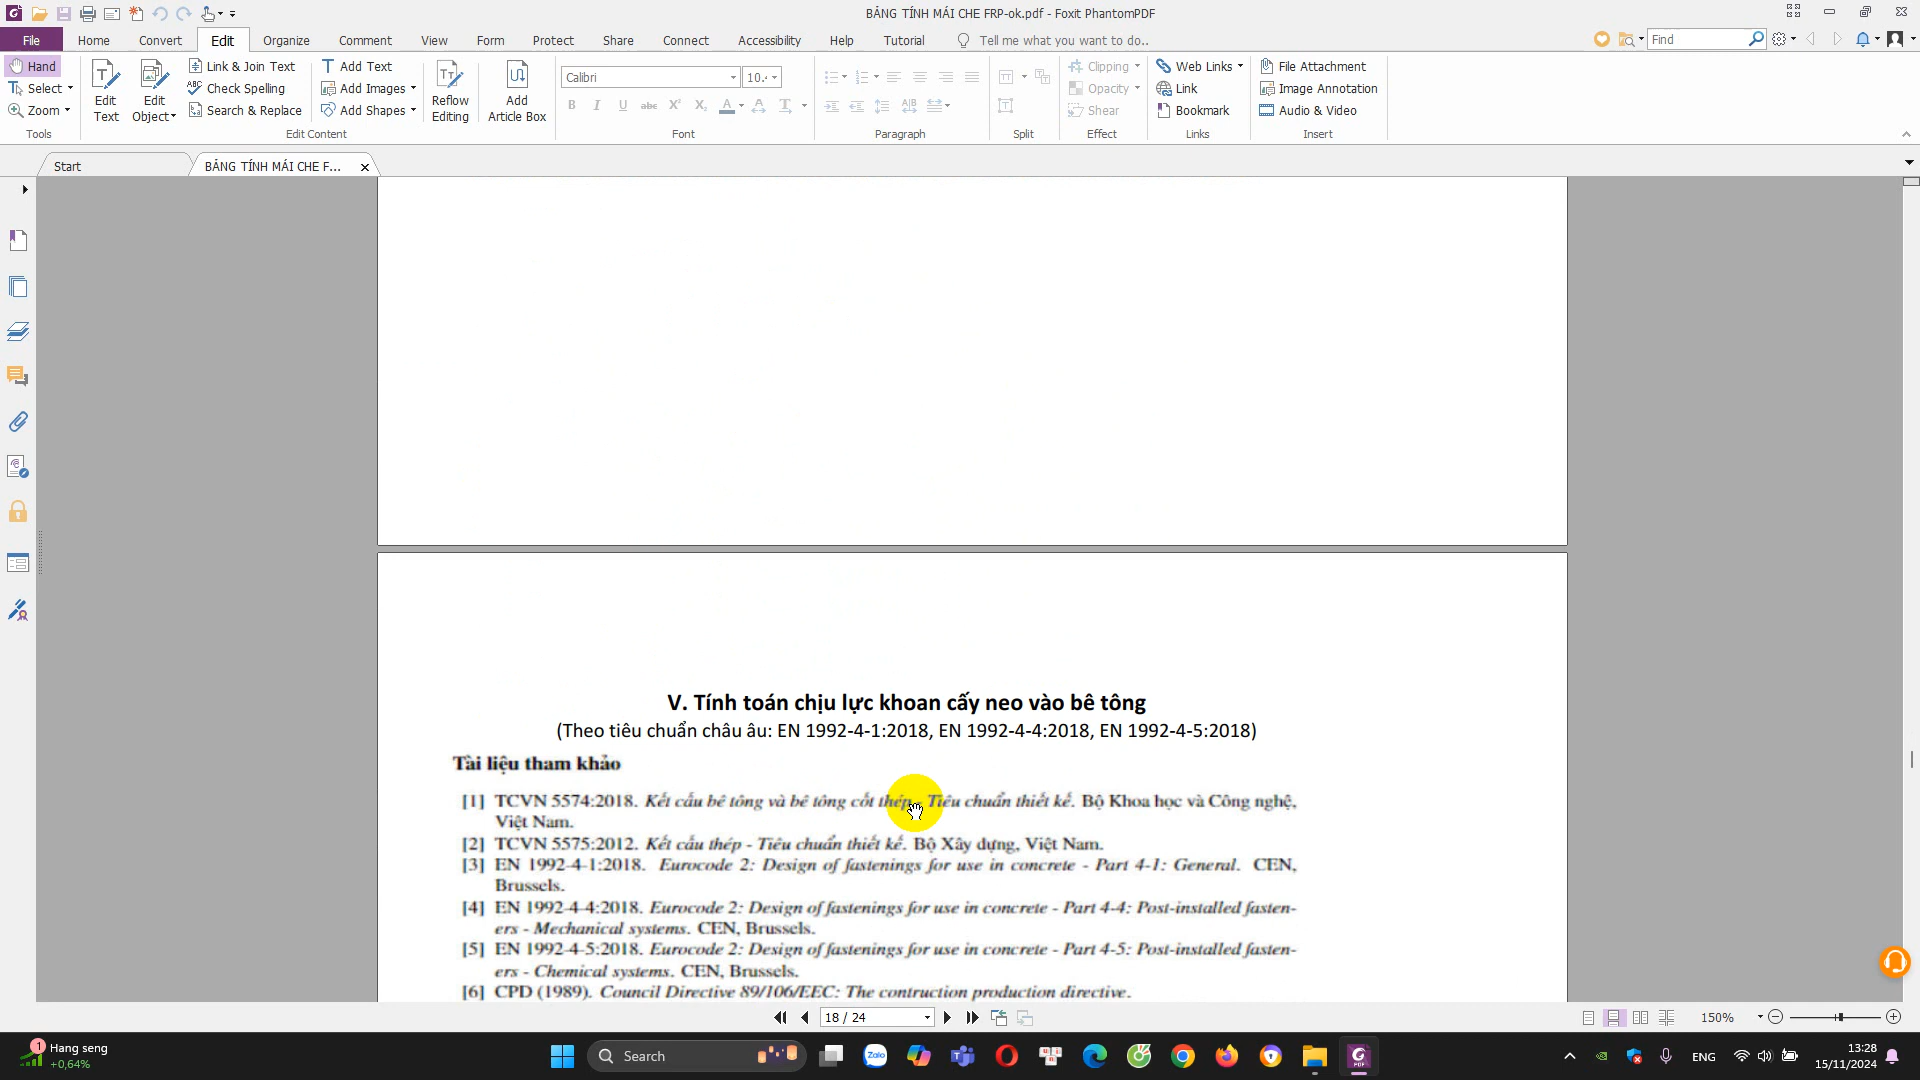 BẢNG TÍNH MÁI CHE FRP-ok.pdf - Foxit PhantomPDF
File Home Convert Edit Organize Comment View Form Protect Share Connect Accessibility Help Tutorial Tell me what you want to do.. Find
Hand
Select
Zoom
Tools
Edit Text
Edit Object
Link & Join Text
Check Spelling
Search & Replace
Add Text
Add Images
Add Shapes
Edit Content
Reflow Editing
Add Article Box
Calibri 10.
B I U abc X² X₂ A
Font
Paragraph
Split
Clipping
Opacity
Shear
Effect
Web Links
Link
Bookmark
Links
File Attachment
Image Annotation
Audio & Video
Insert
Start
BẢNG TÍNH MÁI CHE F...
V. Tính toán chịu lực khoan cấy neo vào bê tông
(Theo tiêu chuẩn châu âu: EN 1992-4-1:2018, EN 1992-4-4:2018, EN 1992-4-5:2018)
Tài liệu tham khảo
[1] TCVN 5574:2018. Kết cấu bê tông và bê tông cốt thép - Tiêu chuẩn thiết kế. Bộ Khoa học và Công nghệ,
Việt Nam.
[2] TCVN 5575:2012. Kết cấu thép - Tiêu chuẩn thiết kế. Bộ Xây dựng, Việt Nam.
[3] EN 1992-4-1:2018. Eurocode 2: Design of fastenings for use in concrete - Part 4-1: General. CEN,
Brussels.
[4] EN 1992-4-4:2018. Eurocode 2: Design of fastenings for use in concrete - Part 4-4: Post-installed fasten-
ers - Mechanical systems. CEN, Brussels.
[5] EN 1992-4-5:2018. Eurocode 2: Design of fastenings for use in concrete - Part 4-5: Post-installed fasten-
ers - Chemical systems. CEN, Brussels.
[6] CPD (1989). Council Directive 89/106/EEC: The contruction production directive.
18 / 24
150%
1
Hang seng
+0,64%
Search
Zalo
PDF
ENG
13:28
15/11/2024